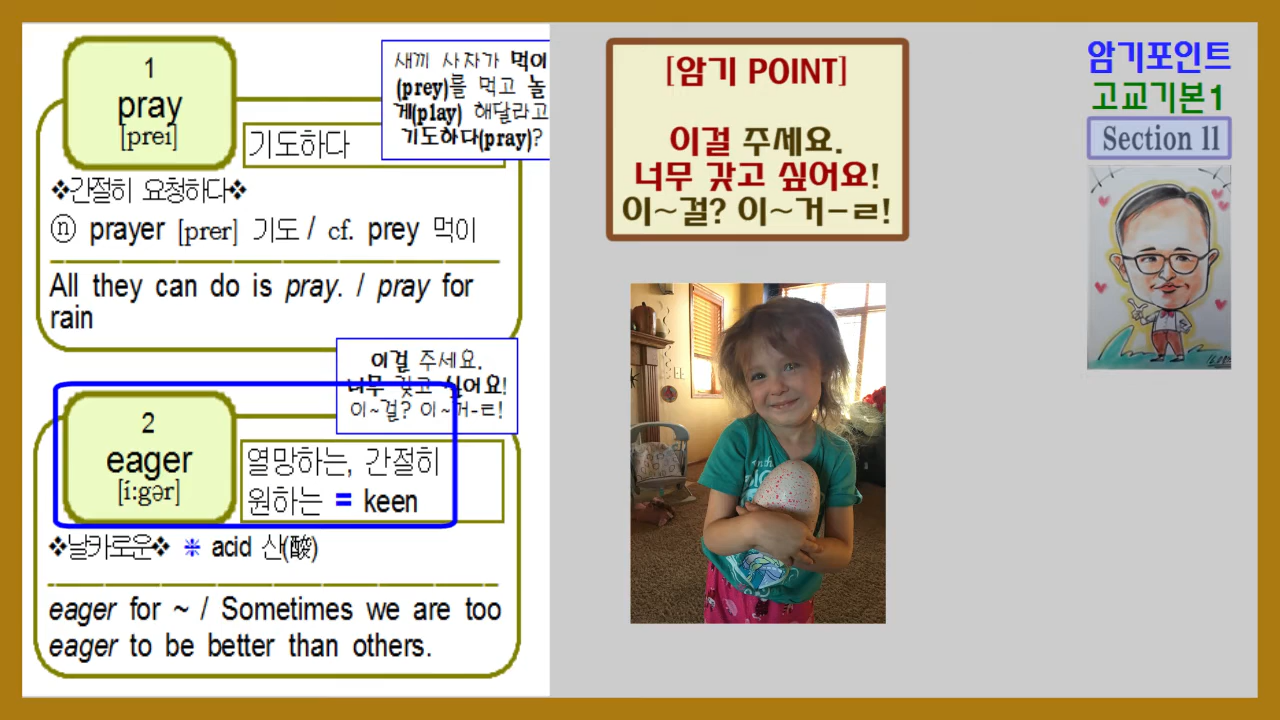 1
pray
[prei]
기도하다
새끼 사자가 먹이
(prey)를 먹고 놀
게(play) 해달라고
기도하다(pray)?
❖간절히 요청하다❖
ⓝ prayer [prer] 기도 / cf. prey 먹이
All they can do is pray. / pray for
rain
이걸 주세요.
너무 갖고 싶어요!
이~걸? 이~거-ㄹ!
2
eager
[í:gər]
열망하는, 간절히
원하는 = keen
❖날카로운❖ ❈ acid 산(酸)
eager for ~ / Sometimes we are too
eager to be better than others.
[암기 POINT]
이걸 주세요.
너무 갖고 싶어요!
이~걸? 이~거-ㄹ!
암기포인트
고교기본1
Section 11